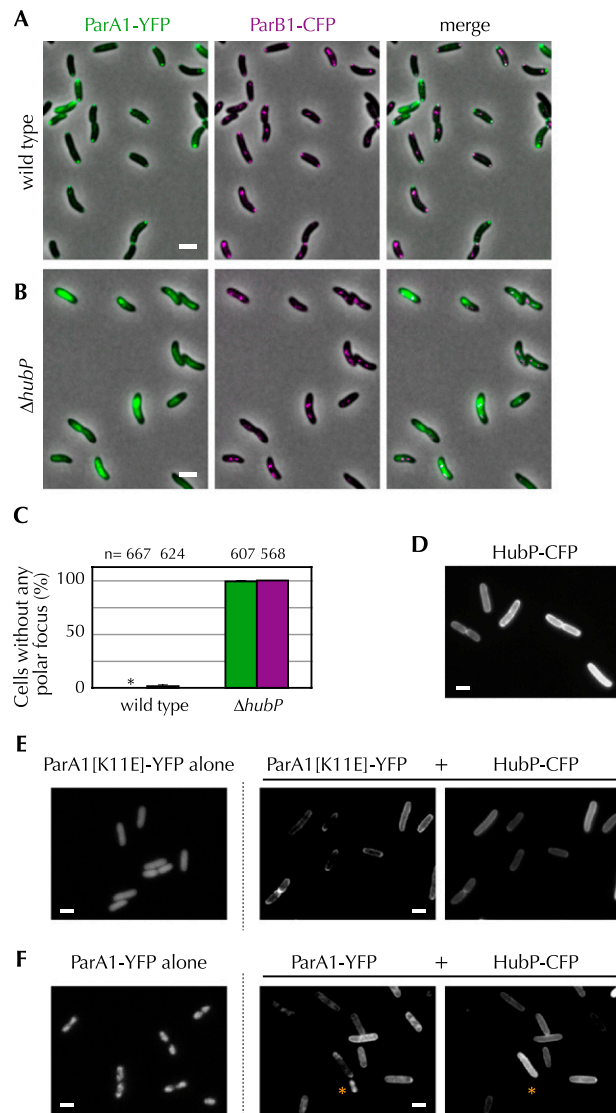 A
ParA1-YFP
ParB1-CFP
merge
wild type
B
ΔhubP
C
n= 667 624
607 568
Cells without any
polar focus (%)
100
50
0
*
wild type
ΔhubP
D
HubP-CFP
E
ParA1[K11E]-YFP alone
ParA1[K11E]-YFP + HubP-CFP
F
ParA1-YFP alone
ParA1-YFP + HubP-CFP
*
*